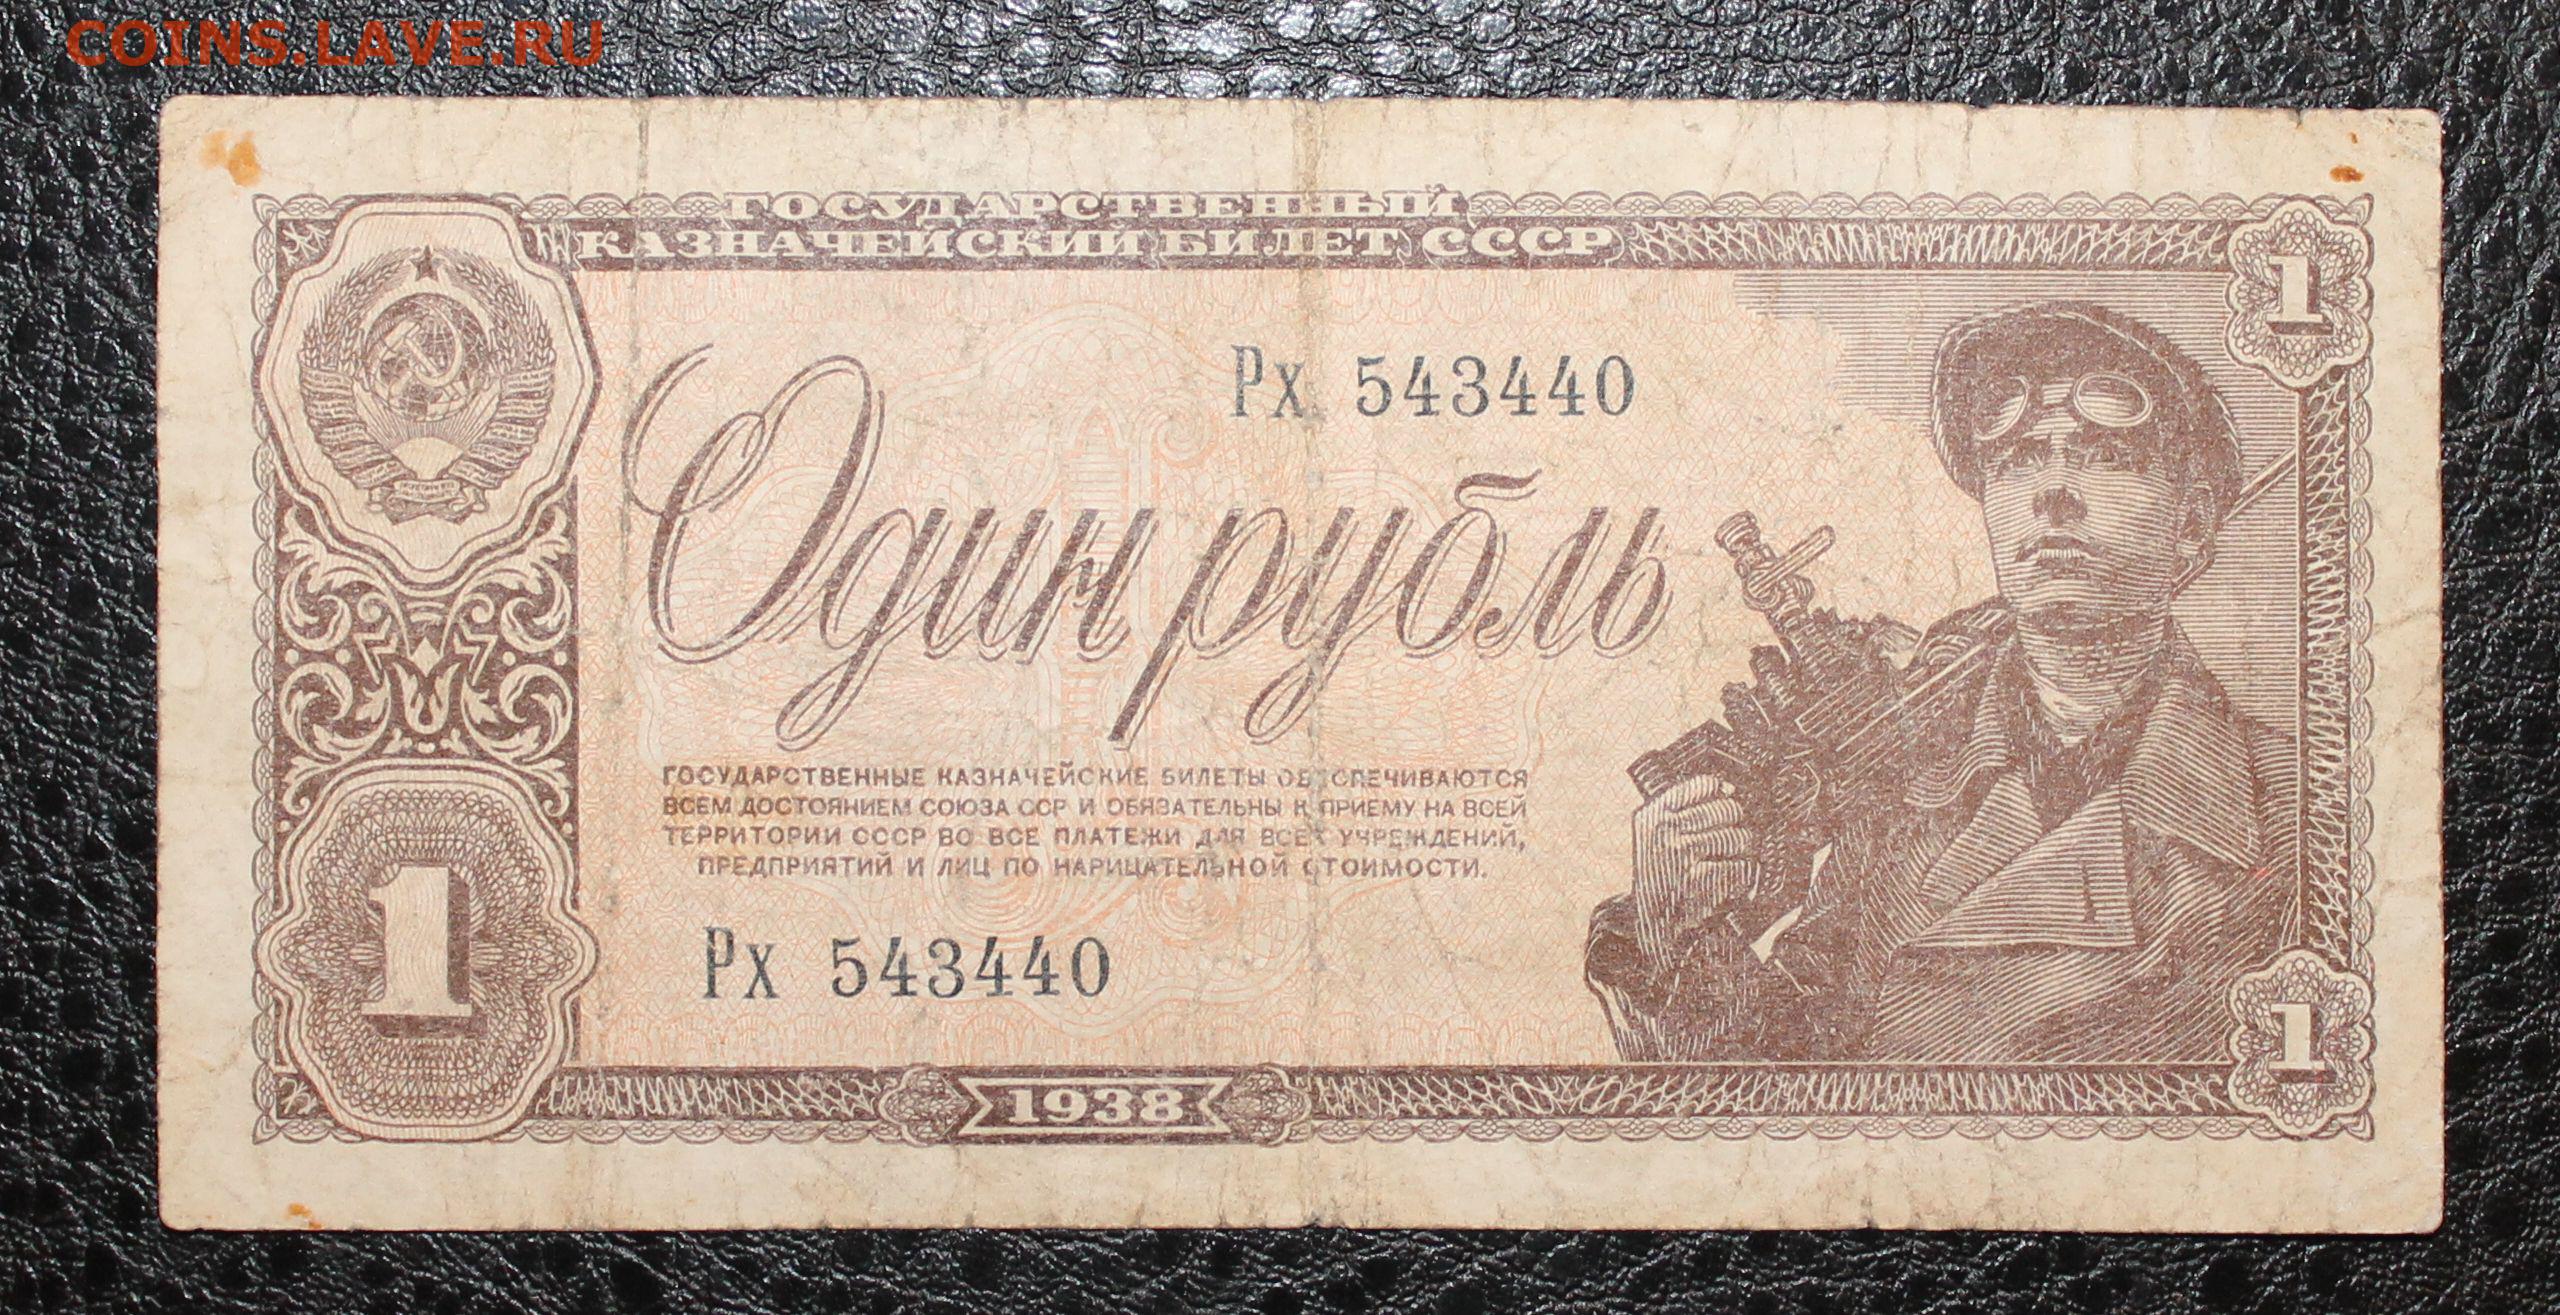 COINS.LAVE.RU
ГОСУДАРСТВЕННЫЙ
КАЗНАЧЕЙСКИЙ БИЛЕТ СССР
1
Рх 543440
Один рубль
ГОСУДАРСТВЕННЫЕ КАЗНАЧЕЙСКИЕ БИЛЕТЫ ОБЕСПЕЧИВАЮТСЯ
ВСЕМ ДОСТОЯНИЕМ СОЮЗА ССР И ОБЯЗАТЕЛЬНЫ К ПРИЕМУ НА ВСЕЙ
ТЕРРИТОРИИ СССР ВО ВСЕ ПЛАТЕЖИ ДЛЯ ВСЕХ УЧРЕЖДЕНИЙ,
ПРЕДПРИЯТИЙ И ЛИЦ ПО НАРИЦАТЕЛЬНОЙ СТОИМОСТИ.
1
Рх 543440
1
1938